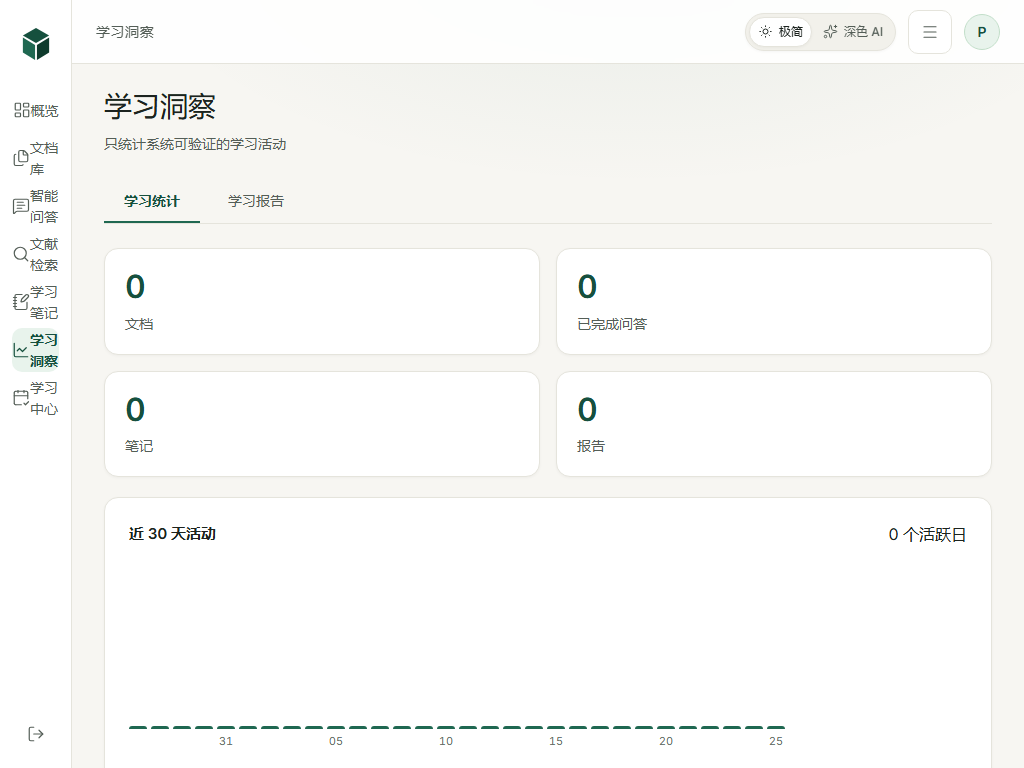 学习洞察
极简
深色 AI
P
概览
文档
库
智能
问答
文献
检索
学习
笔记
学习
洞察
学习
中心
学习洞察
只统计系统可验证的学习活动
学习统计
学习报告
0
文档
0
已完成问答
0
笔记
0
报告
近 30 天活动
0 个活跃日
31 05 10 15 20 25